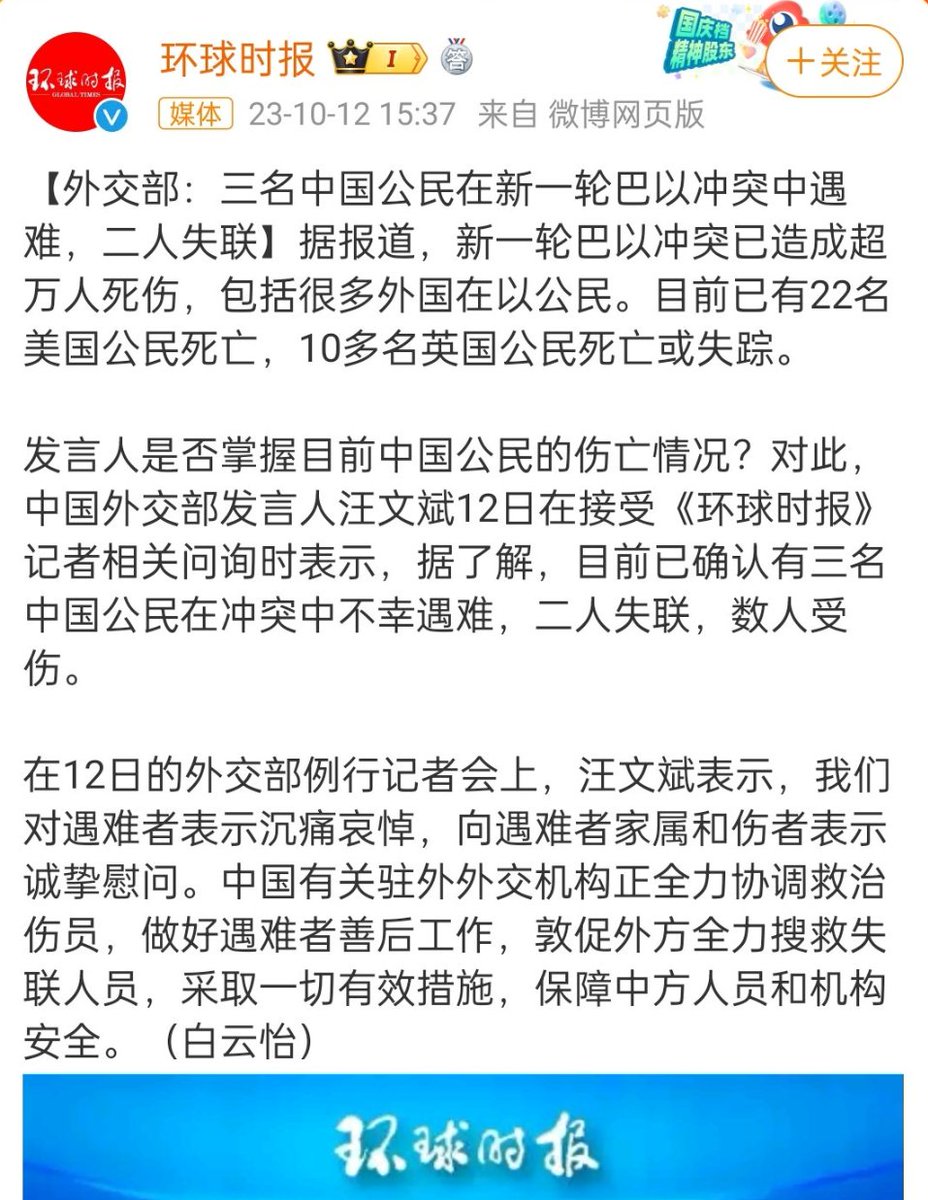 环球时报
GLOBAL TIMES
环球时报 I 答
国庆档
精神股东
+关注
媒体 23-10-12 15:37 来自 微博网页版
【外交部：三名中国公民在新一轮巴以冲突中遇
难，二人失联】据报道，新一轮巴以冲突已造成超
万人死伤，包括很多外国在以公民。目前已有22名
美国公民死亡，10多名英国公民死亡或失踪。
发言人是否掌握目前中国公民的伤亡情况？对此，
中国外交部发言人汪文斌12日在接受《环球时报》
记者相关问询时表示，据了解，目前已确认有三名
中国公民在冲突中不幸遇难，二人失联，数人受
伤。
在12日的外交部例行记者会上，汪文斌表示，我们
对遇难者表示沉痛哀悼，向遇难者家属和伤者表示
诚挚慰问。中国有关驻外外交机构正全力协调救治
伤员，做好遇难者善后工作，敦促外方全力搜救失
联人员，采取一切有效措施，保障中方人员和机构
安全。（白云怡）
环球时报